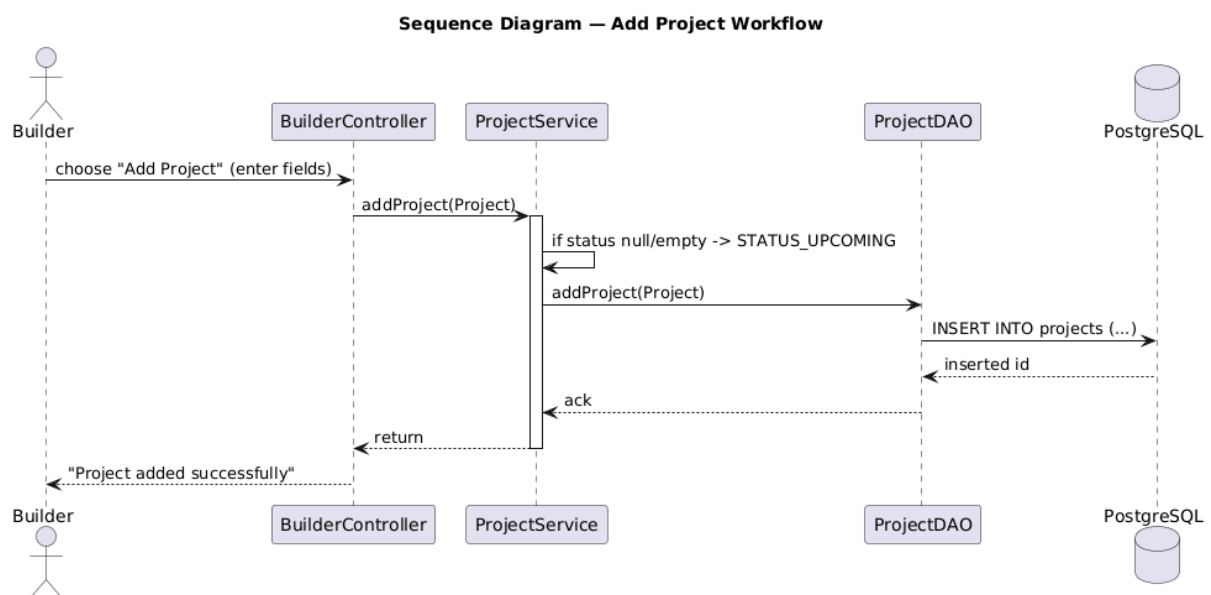 Sequence Diagram — Add Project Workflow
Builder
BuilderController
ProjectService
ProjectDAO
PostgreSQL
choose "Add Project" (enter fields)
addProject(Project)
if status null/empty -> STATUS_UPCOMING
addProject(Project)
INSERT INTO projects (...)
inserted id
ack
return
"Project added successfully"
Builder
BuilderController
ProjectService
ProjectDAO
PostgreSQL